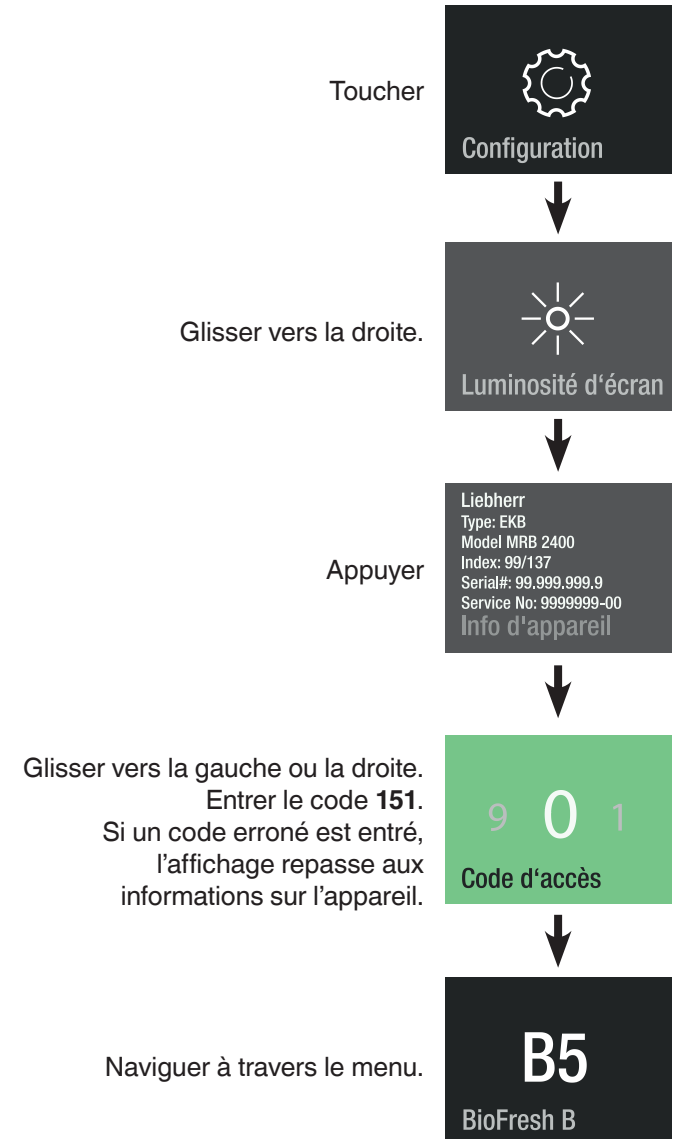 Toucher
Configuration
Glisser vers la droite.
Luminosité d‘écran
Appuyer
Liebherr
Type: EKB
Model MRB 2400
Index: 99/137
Serial#: 99.999.999.9
Service No: 9999999-00
Info d'appareil
Glisser vers la gauche ou la droite.
Entrer le code 151.
Si un code erroné est entré,
l’affichage repasse aux
informations sur l’appareil.
9 0 1
Code d‘accès
Naviguer à travers le menu.
B5
BioFresh B